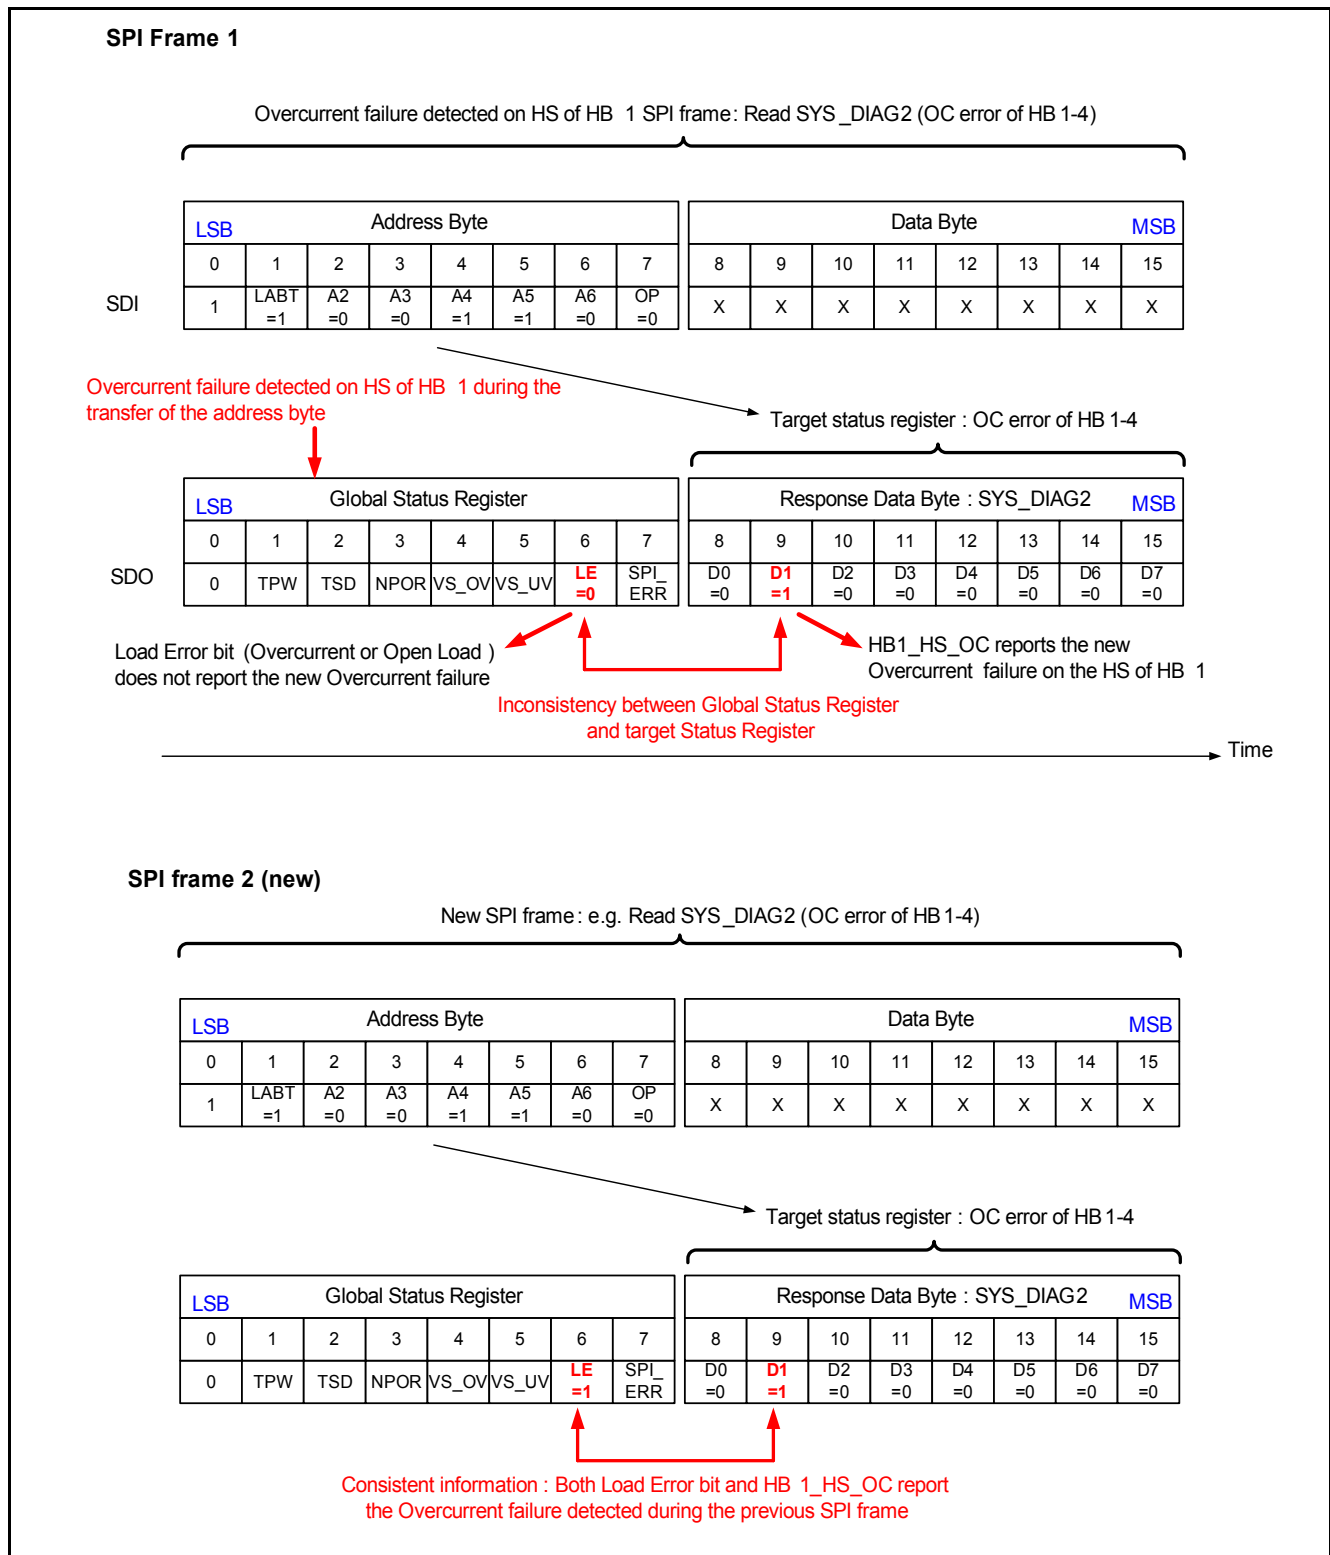 SPI Frame 1
Overcurrent failure detected on HS of HB 1 SPI frame: Read SYS_DIAG2 (OC error of HB 1-4)
LSB Address Byte Data Byte MSB
0 1 2 3 4 5 6 7 8 9 10 11 12 13 14 15
SDI 1 LABT =1 A2 =0 A3 =0 A4 =1 A5 =1 A6 =0 OP =0 X X X X X X X X
Overcurrent failure detected on HS of HB 1 during the
transfer of the address byte
Target status register : OC error of HB 1-4
LSB Global Status Register Response Data Byte : SYS_DIAG2 MSB
0 1 2 3 4 5 6 7 8 9 10 11 12 13 14 15
SDO 0 TPW TSD NPOR VS_OV VS_UV LE =0 SPI_ ERR D0 =0 D1 =1 D2 =0 D3 =0 D4 =0 D5 =0 D6 =0 D7 =0
Load Error bit (Overcurrent or Open Load )
does not report the new Overcurrent failure
HB1_HS_OC reports the new
Overcurrent failure on the HS of HB 1
Inconsistency between Global Status Register
and target Status Register
Time
SPI frame 2 (new)
New SPI frame : e.g. Read SYS_DIAG2 (OC error of HB 1-4)
LSB Address Byte Data Byte MSB
0 1 2 3 4 5 6 7 8 9 10 11 12 13 14 15
1 LABT =1 A2 =0 A3 =0 A4 =1 A5 =1 A6 =0 OP =0 X X X X X X X X
Target status register : OC error of HB 1-4
LSB Global Status Register Response Data Byte : SYS_DIAG2 MSB
0 1 2 3 4 5 6 7 8 9 10 11 12 13 14 15
0 TPW TSD NPOR VS_OV VS_UV LE =1 SPI_ ERR D0 =0 D1 =1 D2 =0 D3 =0 D4 =0 D5 =0 D6 =0 D7 =0
Consistent information : Both Load Error bit and HB 1_HS_OC report
the Overcurrent failure detected during the previous SPI frame